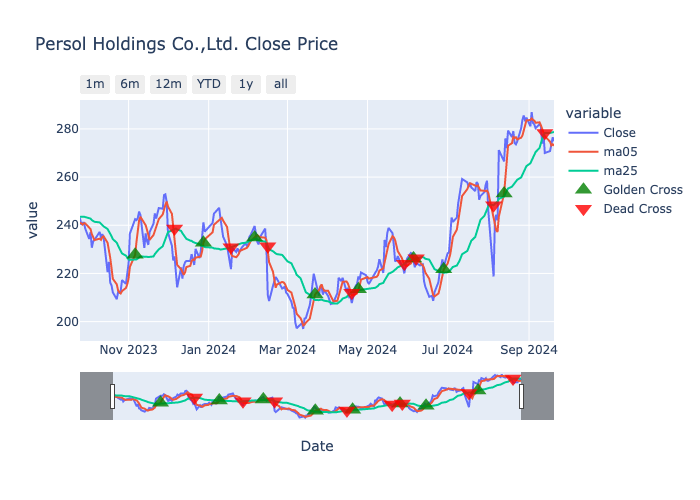 Persol Holdings Co.,Ltd. Close Price
1m 6m 12m YTD 1y all
variable
Close
ma05
ma25
Golden Cross
Dead Cross
value
280
260
240
220
200
Nov 2023 Jan 2024 Mar 2024 May 2024 Jul 2024 Sep 2024
Date